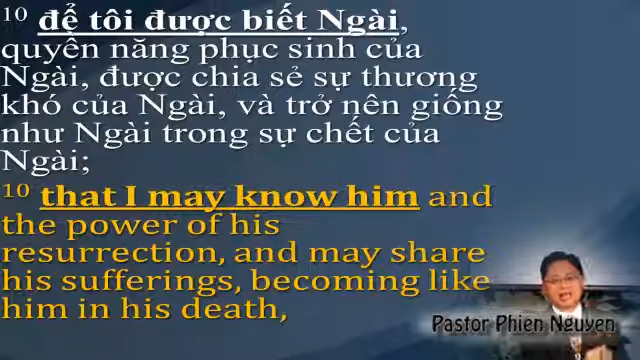 10 để tôi được biết Ngài,
quyền năng phục sinh của
Ngài, được chia sẻ sự thương
khó của Ngài, và trở nên giống
như Ngài trong sự chết của
Ngài;
10 that I may know him and
the power of his
resurrection, and may share
his sufferings, becoming like
him in his death,
Pastor Phien Nguyen